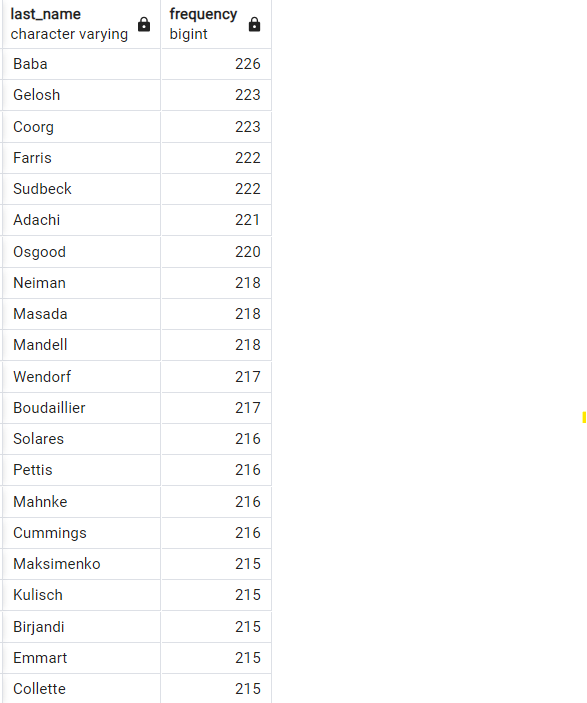 last_name frequency
character varying bigint
Baba 226
Gelosh 223
Coorg 223
Farris 222
Sudbeck 222
Adachi 221
Osgood 220
Neiman 218
Masada 218
Mandell 218
Wendorf 217
Boudaillier 217
Solares 216
Pettis 216
Mahnke 216
Cummings 216
Maksimenko 215
Kulisch 215
Birjandi 215
Emmart 215
Collette 215